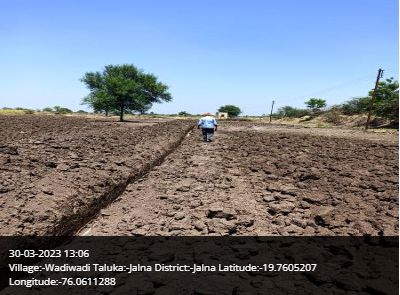 30-03-2023 13:06
Village:-Wadiwadi Taluka:-Jalna District:-Jalna Latitude:-19.7605207
Longitude:-76.0611288